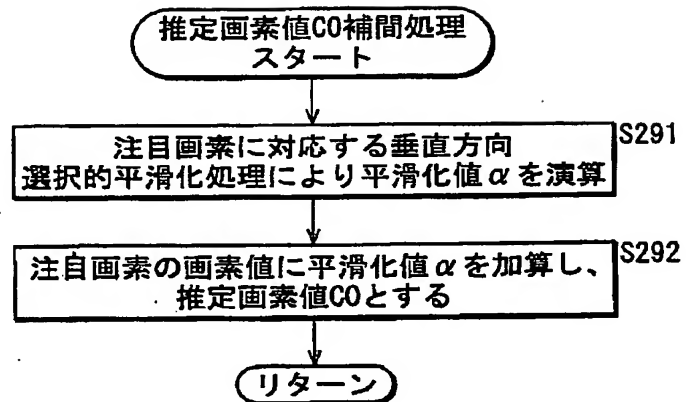 推定画素値CO補間処理
スタート
S291
注目画素に対応する垂直方向
選択的平滑化処理により平滑化値αを演算
S292
注目画素の画素値に平滑化値αを加算し、
推定画素値COとする
リターン